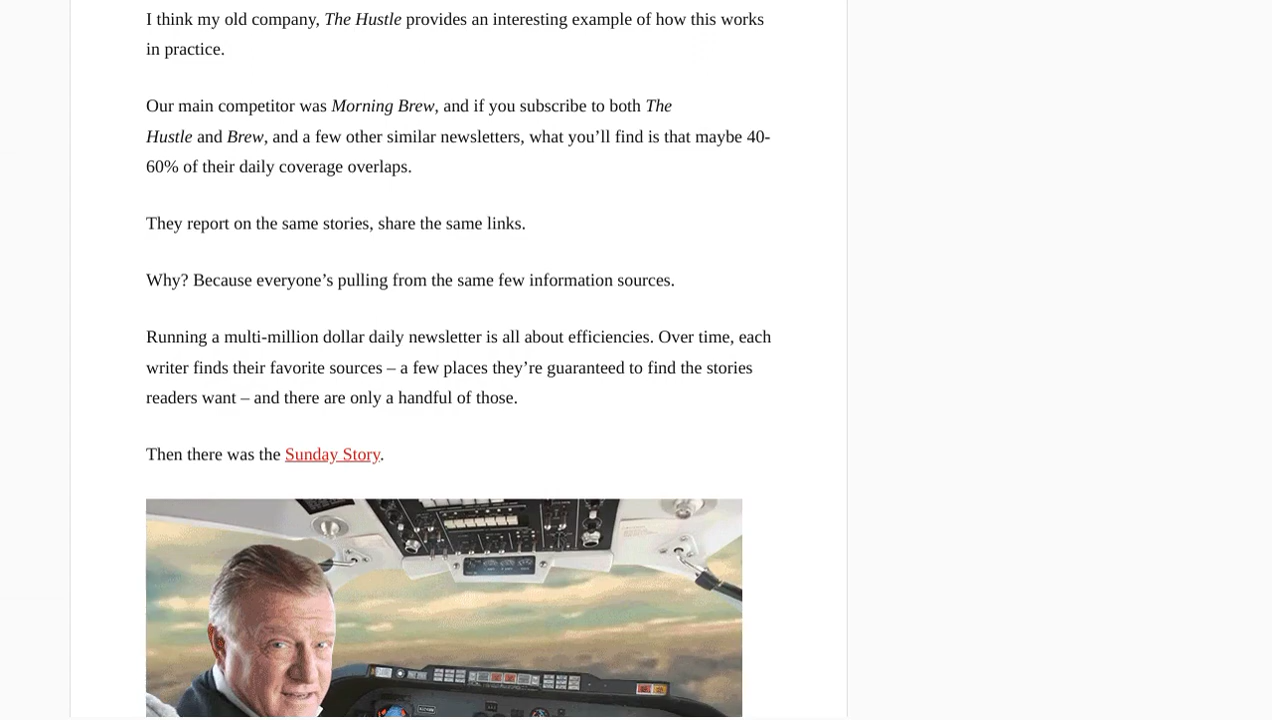 I think my old company, The Hustle provides an interesting example of how this works
in practice.
Our main competitor was Morning Brew, and if you subscribe to both The
Hustle and Brew, and a few other similar newsletters, what you’ll find is that maybe 40-
60% of their daily coverage overlaps.
They report on the same stories, share the same links.
Why? Because everyone’s pulling from the same few information sources.
Running a multi-million dollar daily newsletter is all about efficiencies. Over time, each
writer finds their favorite sources – a few places they’re guaranteed to find the stories
readers want – and there are only a handful of those.
Then there was the Sunday Story.